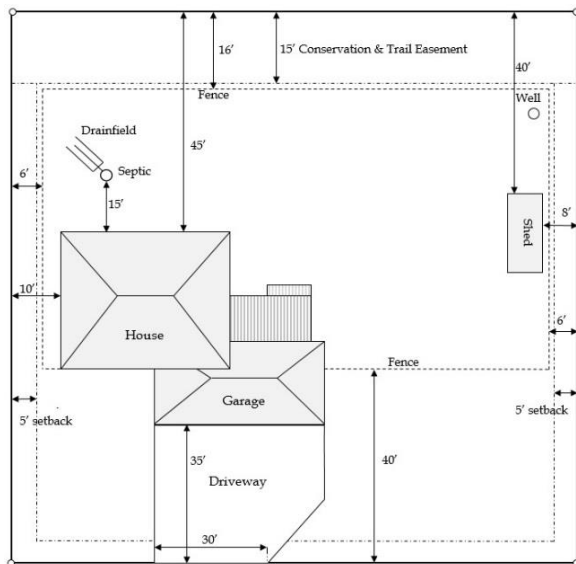 16′
15′ Conservation & Trail Easement
40′
Fence
Well
Drainfield
45′
Septic
6′
15′
8′
Shed
10′
6′
House
Fence
Garage
5′ setback
5′ setback
35′
40′
Driveway
30′